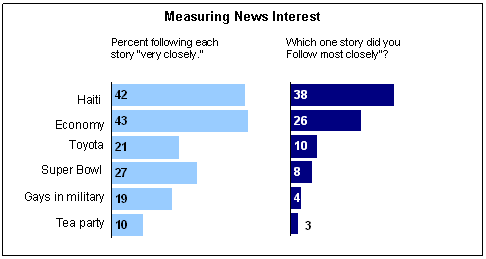 Measuring News Interest
Percent following each
story "very closely."
Which one story did you
Follow most closely"?
Haiti 42 38
Economy 43 26
Toyota 21 10
Super Bowl 27 8
Gays in military 19 4
Tea party 10 3